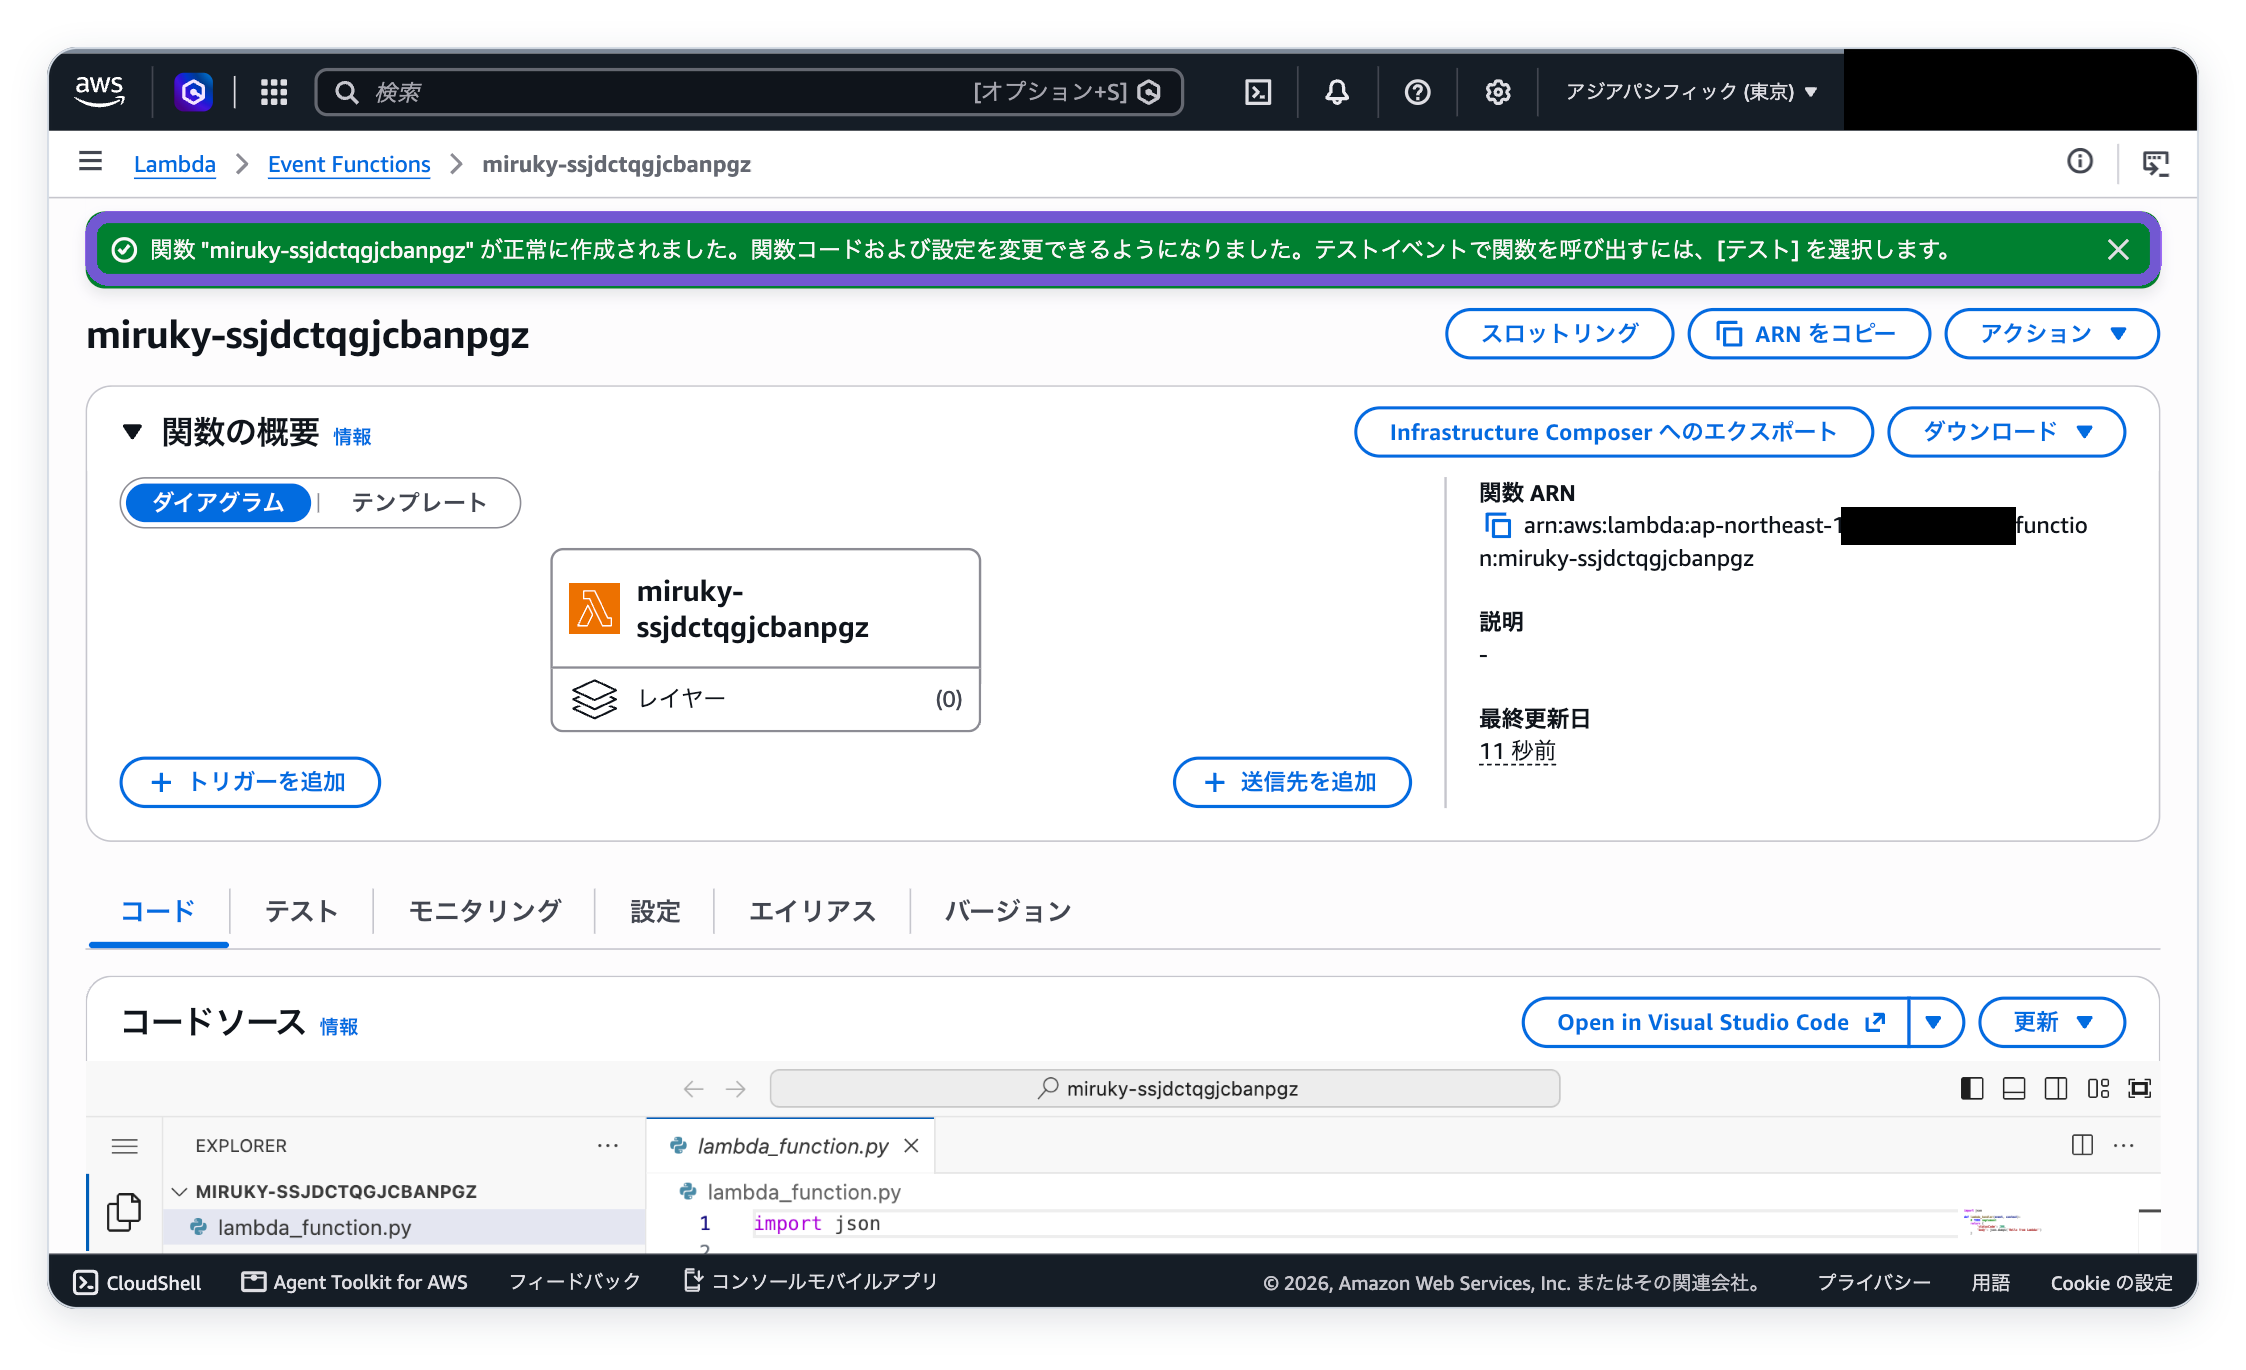 aws
検索 [オプション+S]
アジアパシフィック (東京) ▼
Lambda > Event Functions > miruky-ssjdctqgjcbanpgz
関数 "miruky-ssjdctqgjcbanpgz" が正常に作成されました。関数コードおよび設定を変更できるようになりました。テストイベントで関数を呼び出すには、[テスト] を選択します。
miruky-ssjdctqgjcbanpgz
スロットリング
ARN をコピー
アクション ▼
▼ 関数の概要 情報
Infrastructure Composer へのエクスポート
ダウンロード ▼
ダイアグラム | テンプレート
miruky-
ssjdctqgjcbanpgz
レイヤー (0)
+ トリガーを追加
+ 送信先を追加
関数 ARN
arn:aws:lambda:ap-northeast-1 functio
n:miruky-ssjdctqgjcbanpgz
説明
-
最終更新日
11 秒前
コード テスト モニタリング 設定 エイリアス バージョン
コードソース 情報
Open in Visual Studio Code
▼
更新 ▼
miruky-ssjdctqgjcbanpgz
EXPLORER ...
MIRUKY-SSJDCTQGJCBANPGZ
lambda_function.py
lambda_function.py
lambda_function.py
1 import json
2
CloudShell Agent Toolkit for AWS フィードバック コンソールモバイルアプリ
© 2026, Amazon Web Services, Inc. またはその関連会社。 プライバシー 用語 Cookie の設定